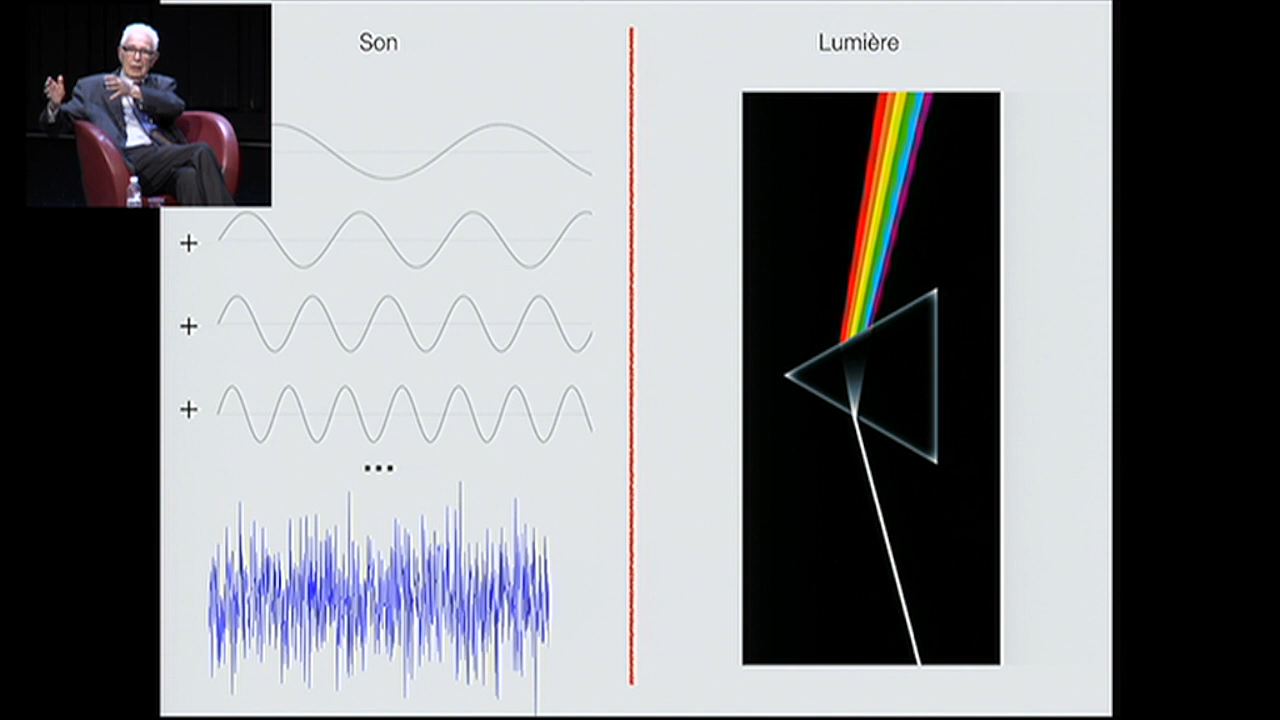 Son
Lumière
+
+
+
...